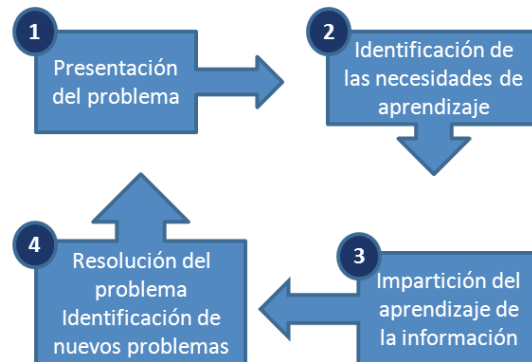 1
Presentación
del problema
2
Identificación de
las necesidades de
aprendizaje
3
Impartición del
aprendizaje de
la información
4
Resolución del
problema
Identificación de
nuevos problemas